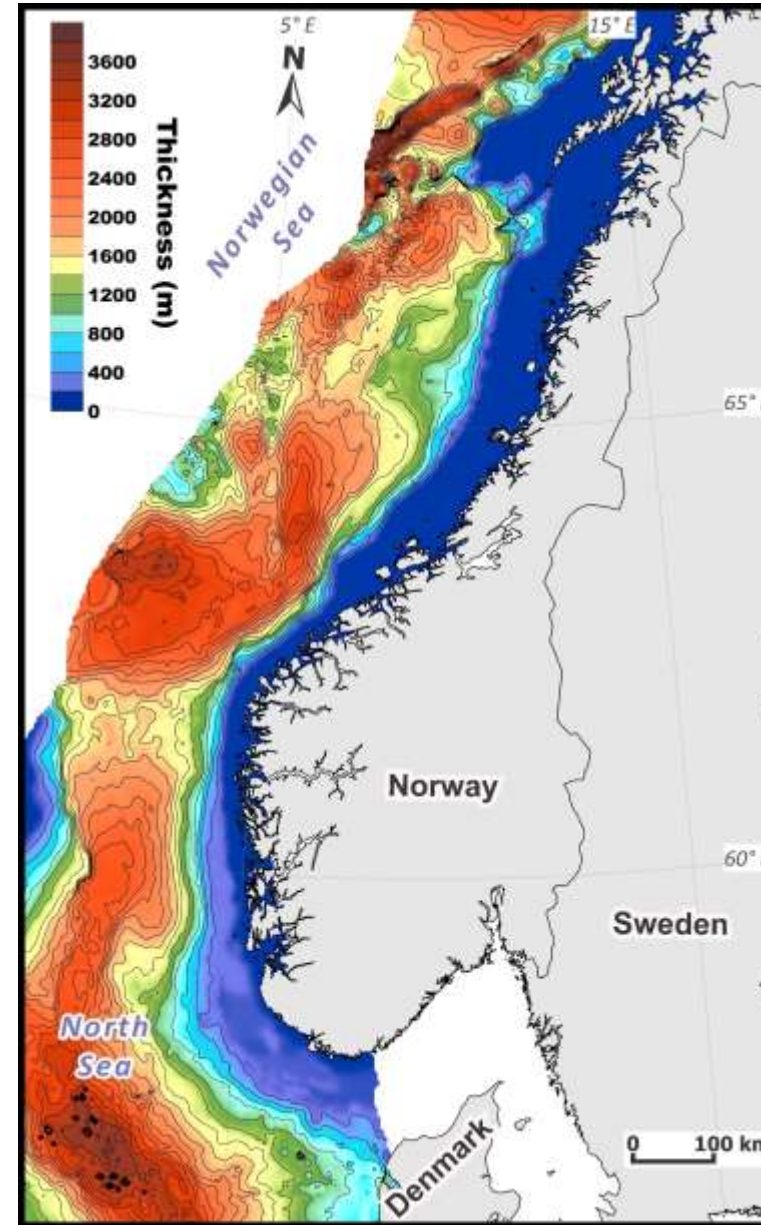 5° E
15° E
N
3600
3200
2800
2400
2000
1600
1200
800
400
0
Thickness (m)
Norwegian
Sea
65°
Norway
60°
Sweden
North
Sea
Denmark
0 100 km